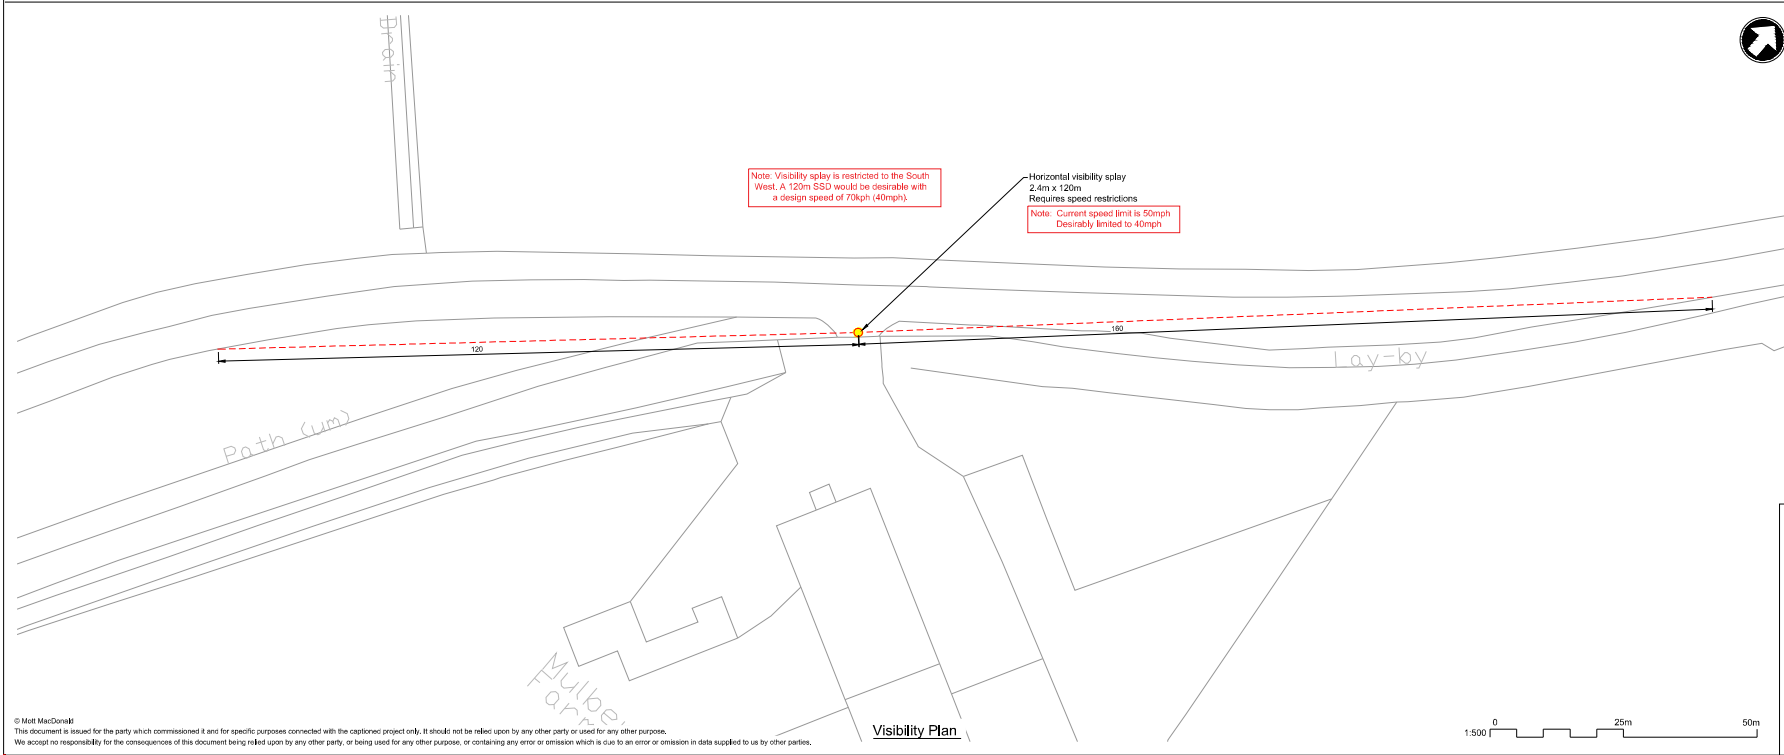 Drain
Note: Visibility splay is restricted to the South
West. A 120m SSD would be desirable with
a design speed of 70kph (40mph).
Horizontal visibility splay
2.4m x 120m
Requires speed restrictions
Note: Current speed limit is 50mph
Desirably limited to 40mph
160
120
Lay-by
Path (um)
Mulbe
Farm
© Mott MacDonald
This document is issued for the party which commissioned it and for specific purposes connected with the captioned project only. It should not be relied upon by any other party or used for any other purpose.
We accept no responsibility for the consequences of this document being relied upon by any other party, or being used for any other purpose, or containing any error or omission which is due to an error or omission in data supplied to us by other parties.
Visibility Plan
1:500
0 25m 50m